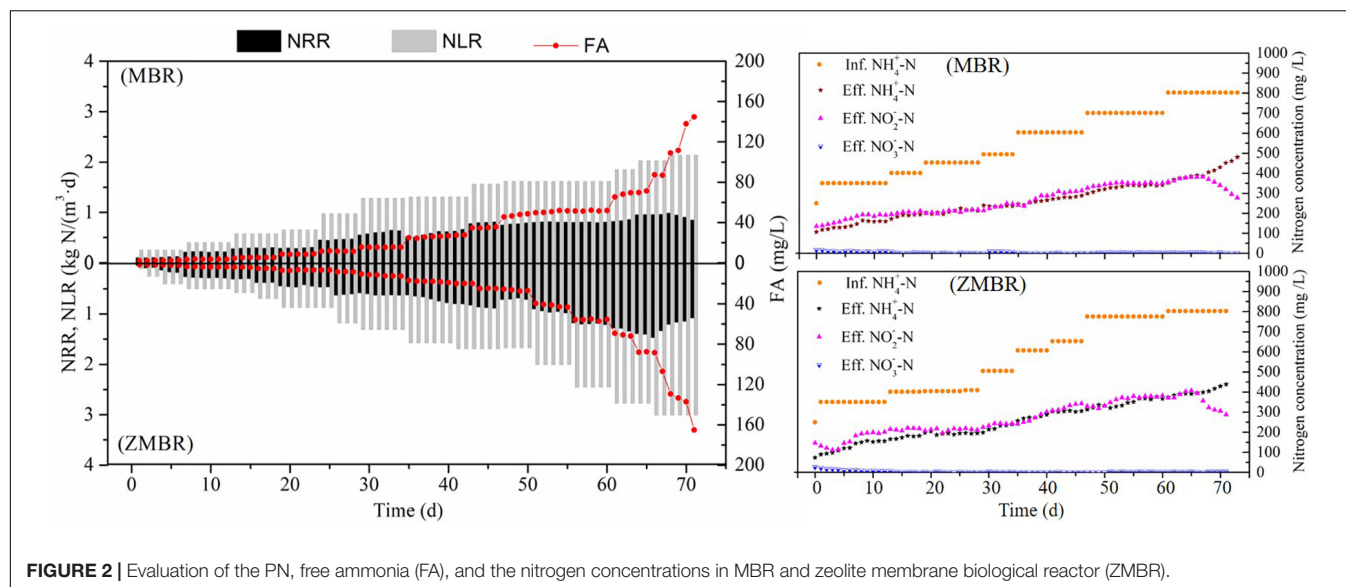 NRR NLR FA
(MBR)
4
3
2
1
0
1
2
3
4
NRR, NLR (kg N/(m³·d)
200
160
120
80
40
0
40
80
120
160
200
FA (mg/L)
(ZMBR)
0 10 20 30 40 50 60 70
Time (d)
(MBR)
Inf. NH₄⁺-N
Eff. NH₄⁺-N
Eff. NO₂⁻-N
Eff. NO₃⁻-N
1000
900
800
700
600
500
400
300
200
100
0
Nitrogen concentration (mg /L)
(ZMBR)
Inf. NH₄⁺-N
Eff. NH₄⁺-N
Eff. NO₂⁻-N
Eff. NO₃⁻-N
1000
900
800
700
600
500
400
300
200
100
0
Nitrogen concentration (mg /L)
0 10 20 30 40 50 60 70
Time (d)
FIGURE 2 | Evaluation of the PN, free ammonia (FA), and the nitrogen concentrations in MBR and zeolite membrane biological reactor (ZMBR).